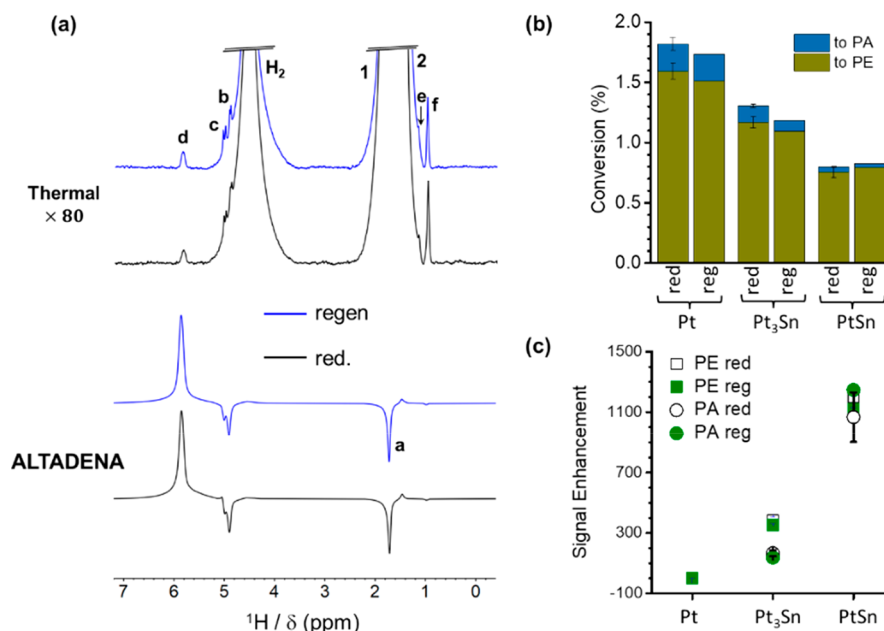 (a)
H₂
1
2
b
c
d
e
f
Thermal
× 80
regen
red.
a
ALTADENA
7
6
5
4
3
2
1
0
¹H / δ (ppm)
(b)
2.0
1.5
1.0
0.5
0.0
Conversion (%)
to PA
to PE
red
reg
red
reg
red
reg
Pt
Pt₃Sn
PtSn
(c)
1500
1100
700
300
-100
Signal Enhancement
PE red
PE reg
PA red
PA reg
Pt
Pt₃Sn
PtSn